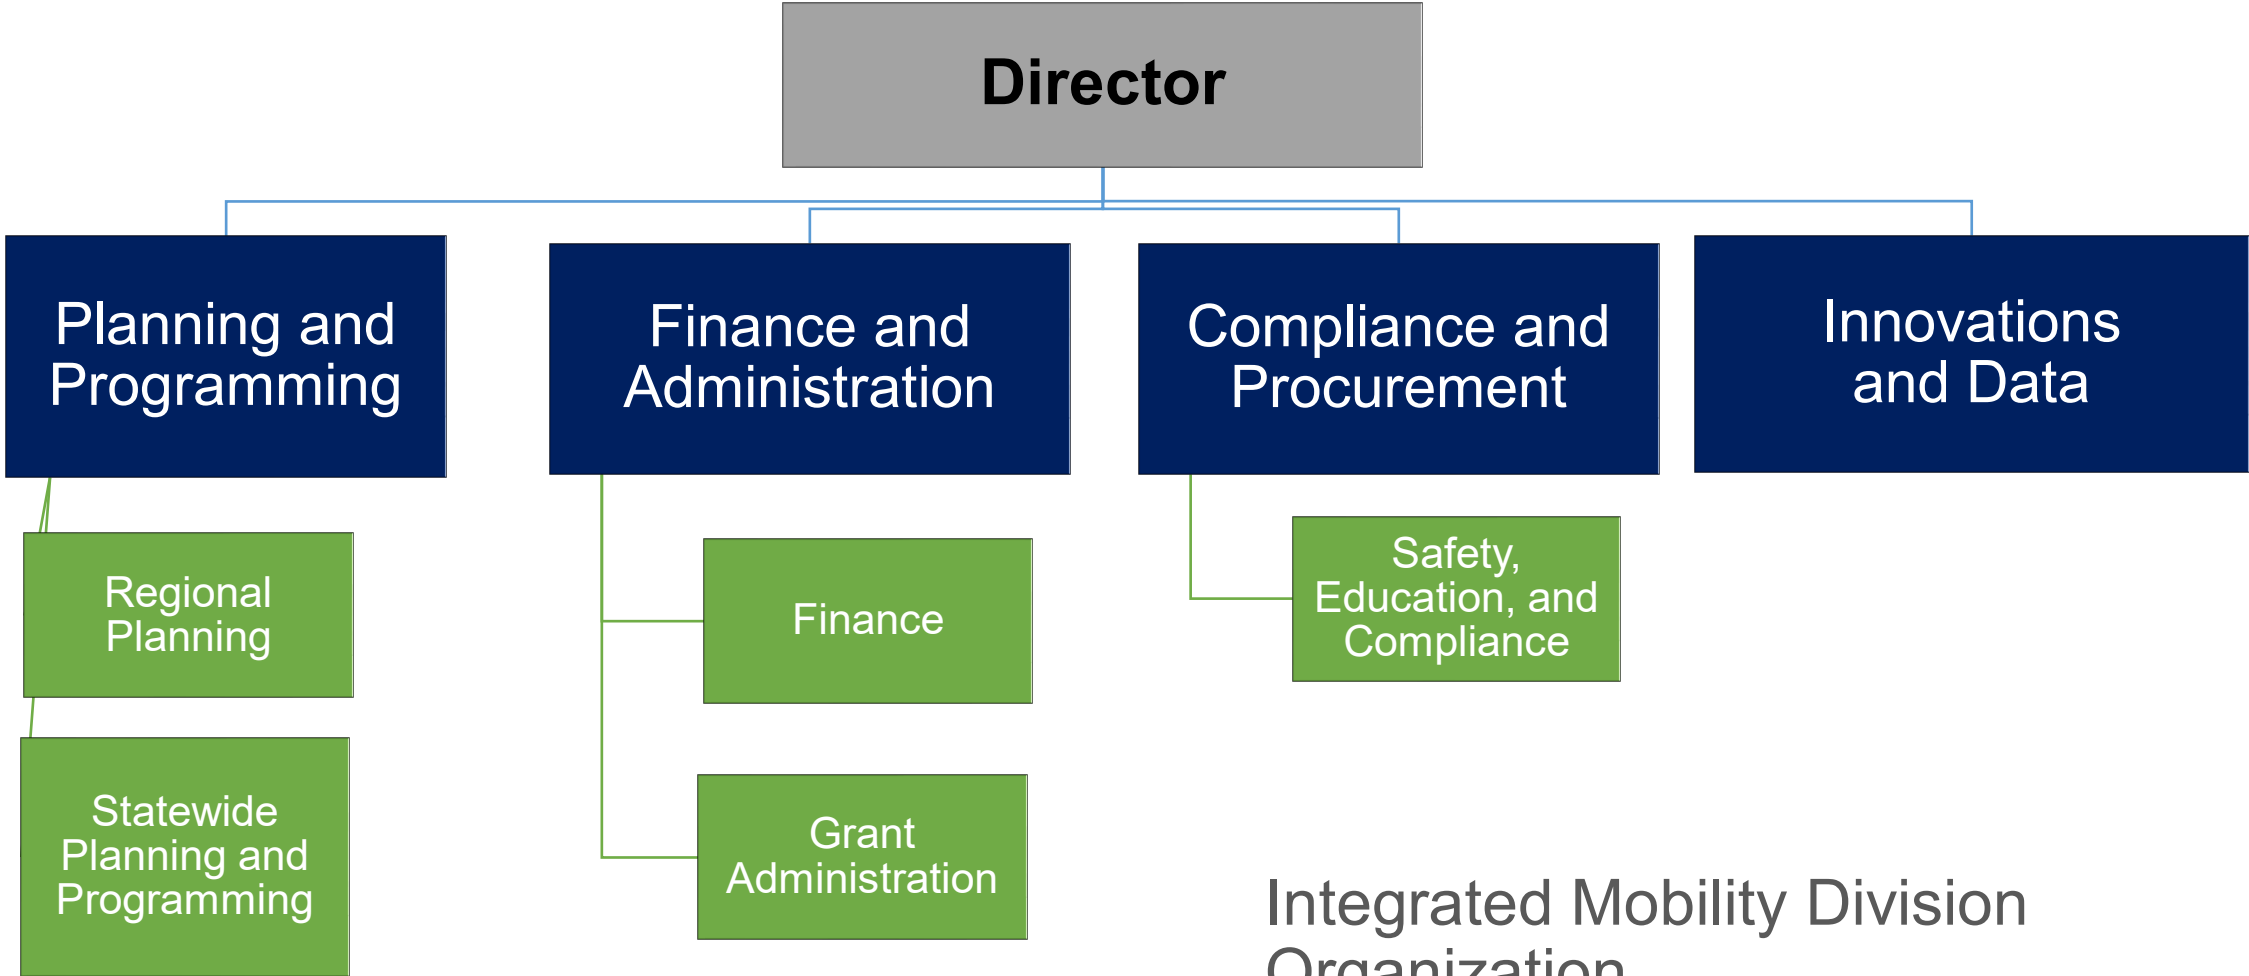 Director
Planning and
Programming
Finance and
Administration
Compliance and
Procurement
Innovations
and Data
Regional
Planning
Statewide
Planning and
Programming
Finance
Grant
Administration
Safety,
Education, and
Compliance
Integrated Mobility Division
Organization